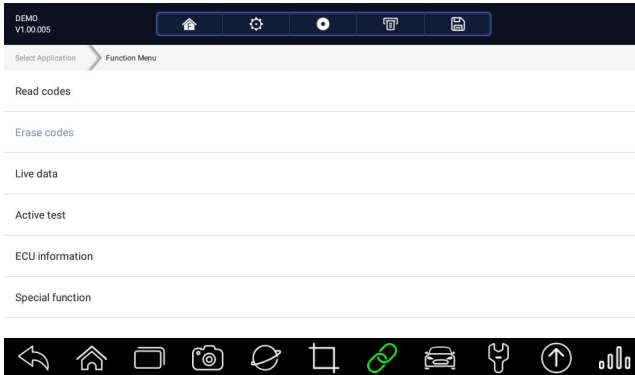 DEMO
V1.00.005
Select Application
Function Menu
Read codes
Erase codes
Live data
Active test
ECU information
Special function